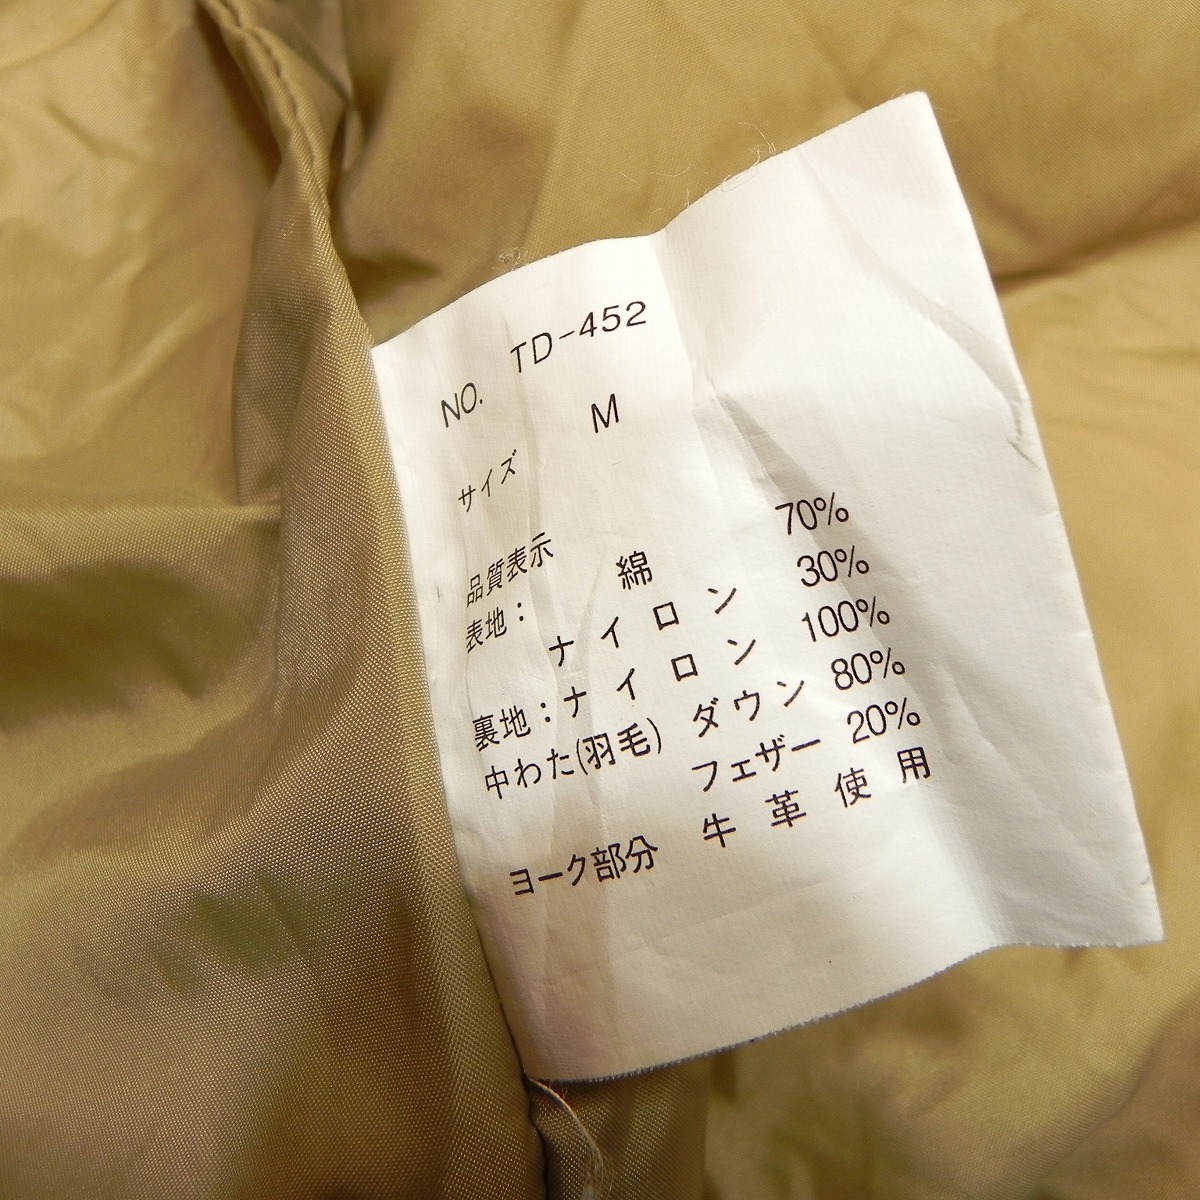 NO. TD-452
サイズ M
品質表示
表地： 綿 70%
ナイロン 30%
裏地：ナイロン 100%
中わた(羽毛) ダウン 80%
フェザー 20%
ヨーク部分 牛革使用